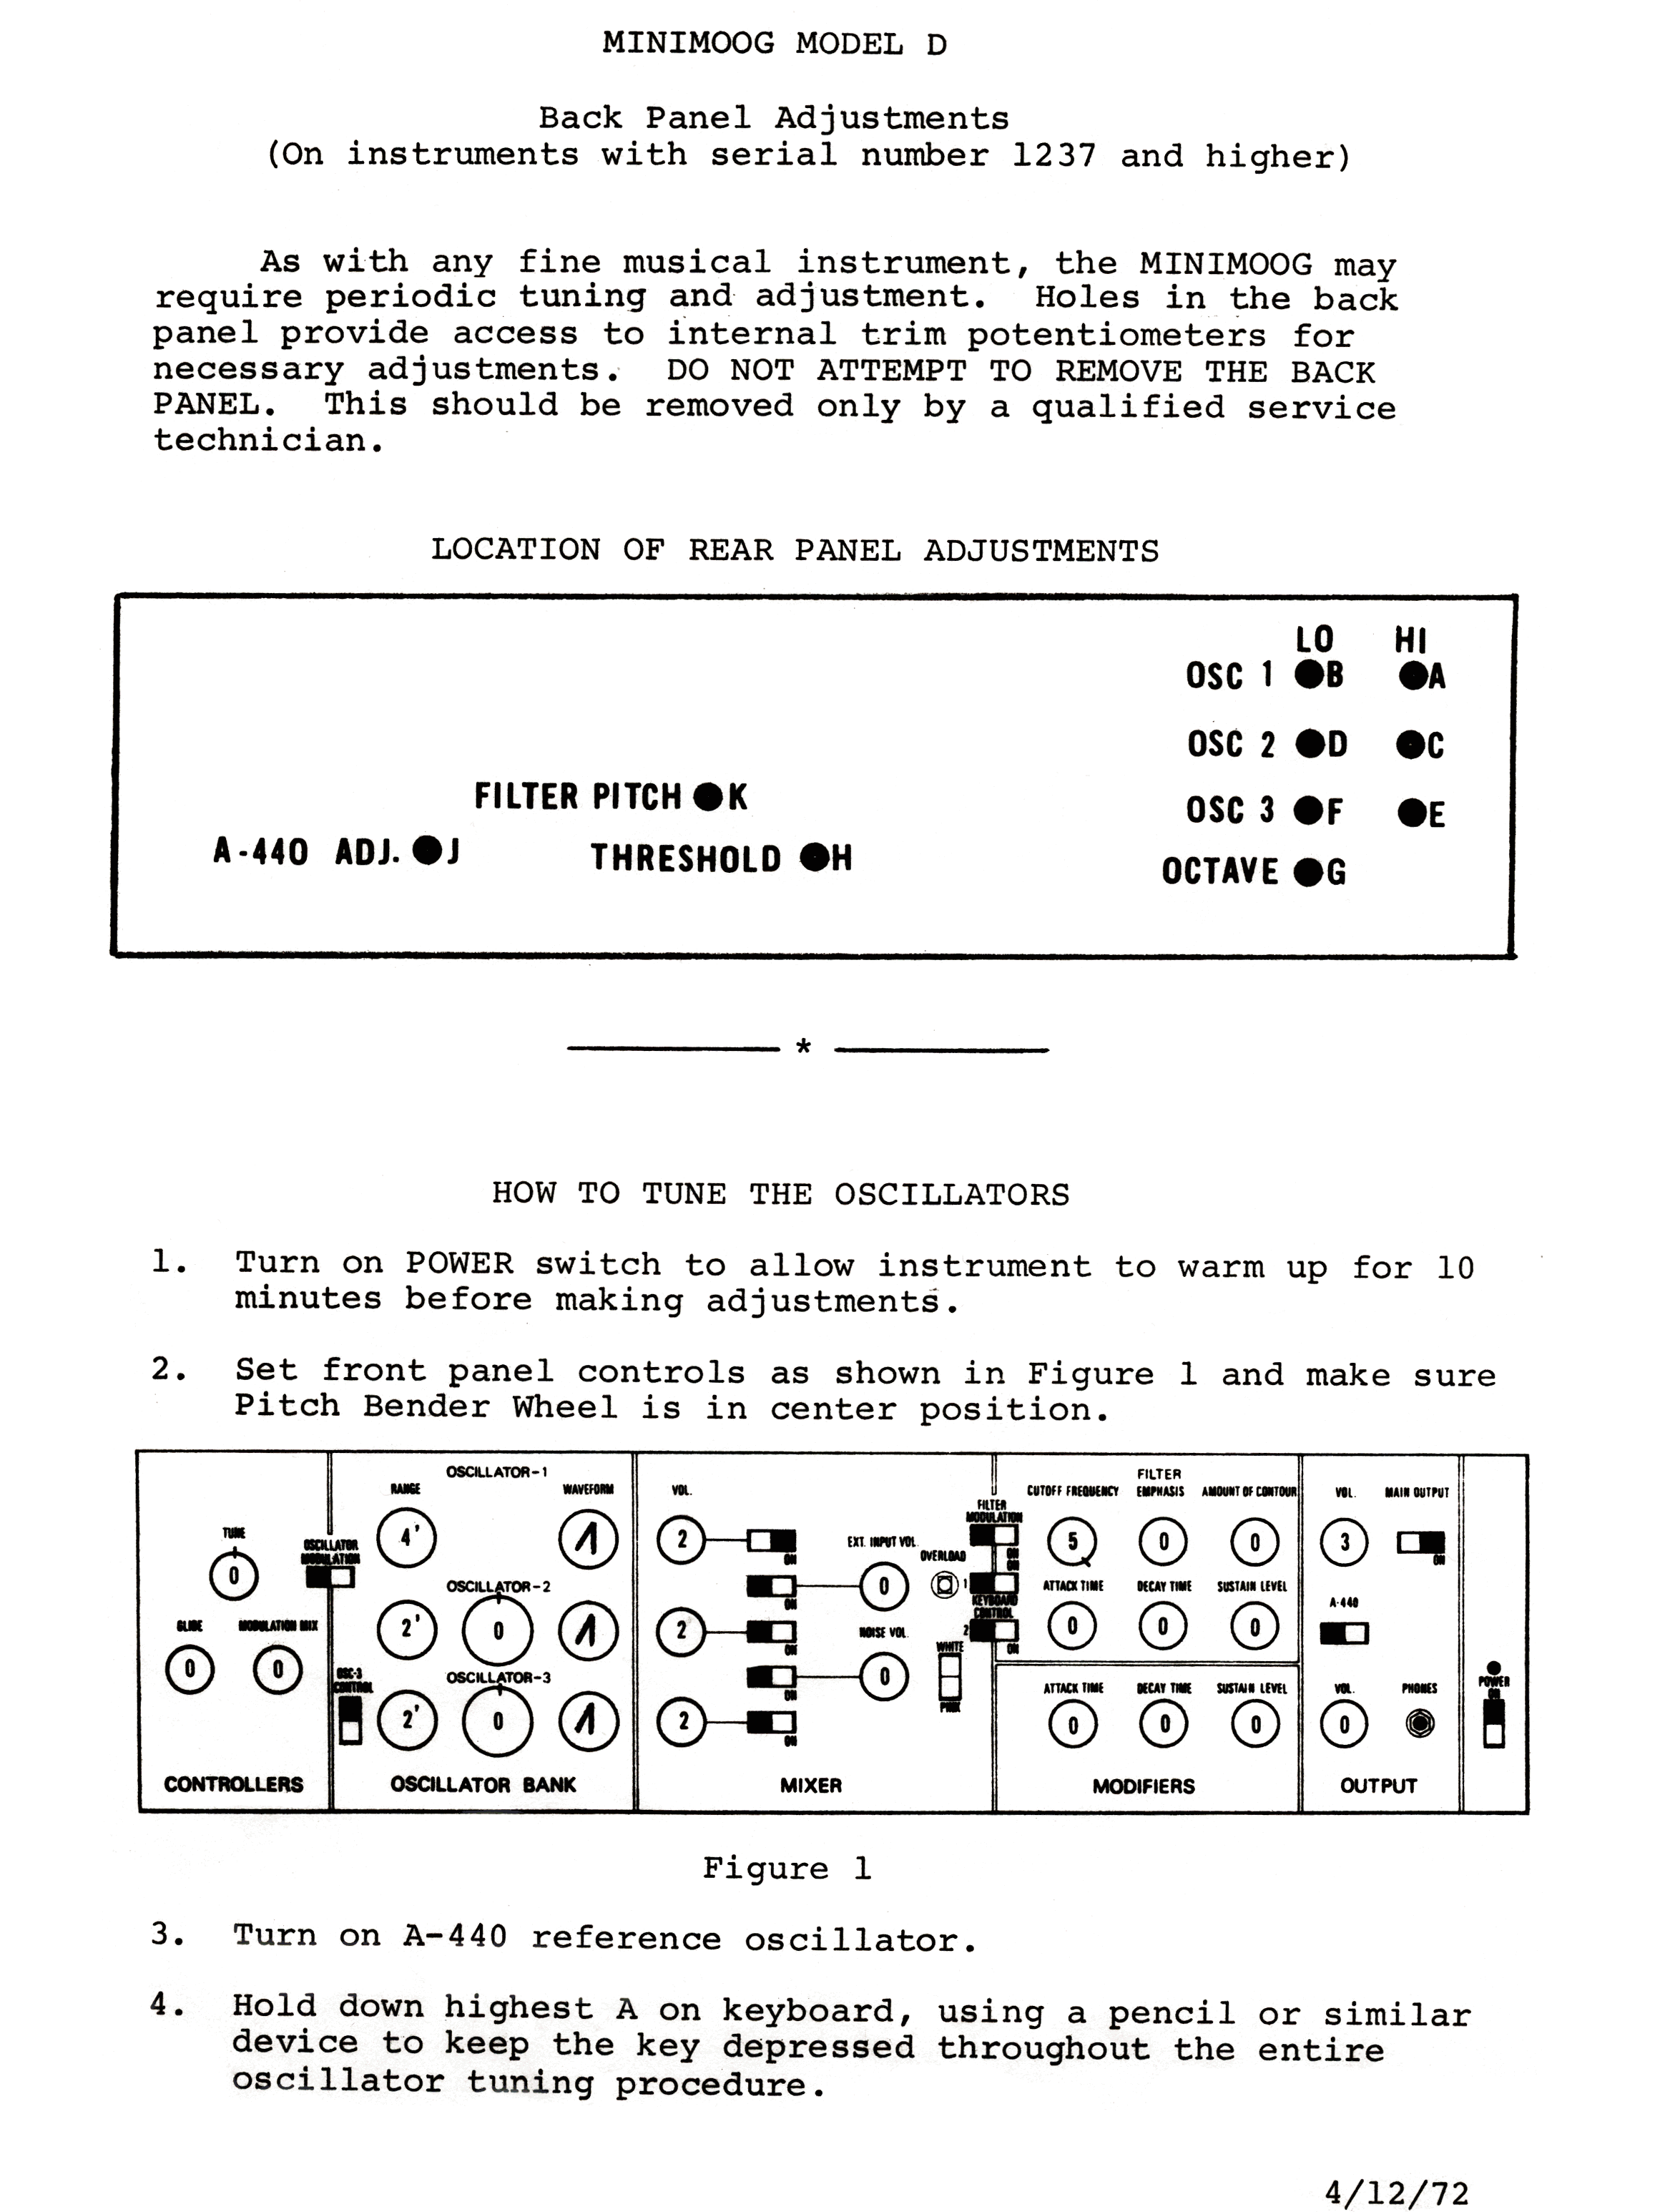 MINIMOOG MODEL D
Back Panel Adjustments
(On instruments with serial number 1237 and higher)
As with any fine musical instrument, the MINIMOOG may
require periodic tuning and adjustment. Holes in the back
panel provide access to internal trim potentiometers for
necessary adjustments. DO NOT ATTEMPT TO REMOVE THE BACK
PANEL. This should be removed only by a qualified service
technician.
LOCATION OF REAR PANEL ADJUSTMENTS
LO HI
OSC 1 B A
OSC 2 D C
FILTER PITCH K
OSC 3 F E
A-440 ADJ. J
THRESHOLD H
OCTAVE G
*
HOW TO TUNE THE OSCILLATORS
1. Turn on POWER switch to allow instrument to warm up for 10
minutes before making adjustments.
2. Set front panel controls as shown in Figure 1 and make sure
Pitch Bender Wheel is in center position.
TUNE
0
GLIDE MODULATION MIX
0 0
CONTROLLERS
OSCILLATOR
MODULATION
OSC-3
CONTROL
OSCILLATOR-1
RANGE WAVEFORM
4'
OSCILLATOR-2
2' 0
OSCILLATOR-3
2' 0
OSCILLATOR BANK
VOL.
2 ON
EXT. INPUT VOL.
ON 0
OVERLOAD
2 ON
NOISE VOL.
ON 0
2 ON
WHITE
PINK
MIXER
FILTER
MODULATION
ON
ON
1
KEYBOARD
CONTROL
2
ON
FILTER
CUTOFF FREQUENCY EMPHASIS AMOUNT OF CONTOUR
5 0 0
ATTACK TIME DECAY TIME SUSTAIN LEVEL
0 0 0
ATTACK TIME DECAY TIME SUSTAIN LEVEL
0 0 0
MODIFIERS
VOL. MAIN OUTPUT
3 ON
A-440
VOL. PHONES
0
OUTPUT
POWER
ON
Figure 1
3. Turn on A-440 reference oscillator.
4. Hold down highest A on keyboard, using a pencil or similar
device to keep the key depressed throughout the entire
oscillator tuning procedure.
4/12/72